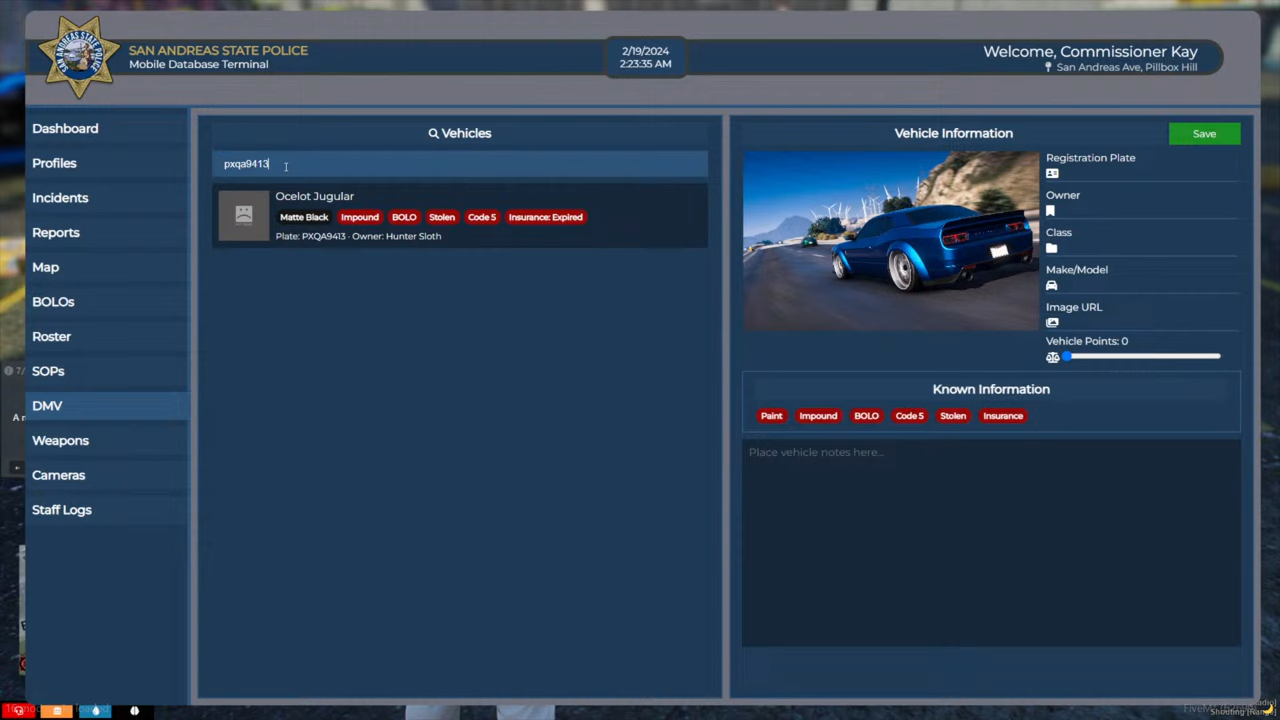 SAN ANDREAS STATE POLICE
Mobile Database Terminal
2/19/2024
2:23:35 AM
Welcome, Commissioner Kay
San Andreas Ave, Pillbox Hill
Dashboard
Profiles
Incidents
Reports
Map
BOLOs
Roster
SOPs
DMV
Weapons
Cameras
Staff Logs
Vehicles
pxqa9413
Ocelot Jugular
Matte Black Impound BOLO Stolen Code 5 Insurance: Expired
Plate: PXQA9413 · Owner: Hunter Sloth
Vehicle Information
Save
Registration Plate
Owner
Class
Make/Model
Image URL
Vehicle Points: 0
Known Information
Paint Impound BOLO Code 5 Stolen Insurance
Place vehicle notes here...